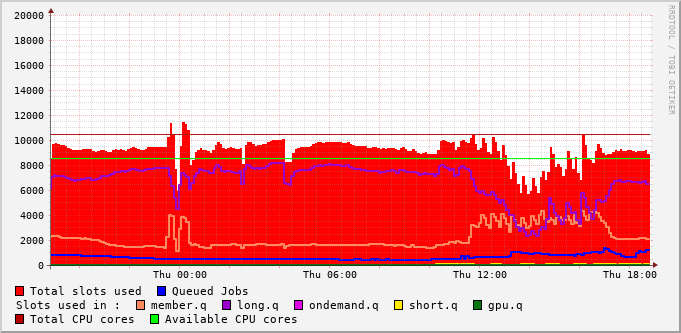 20000
18000
16000
14000
12000
10000
8000
6000
4000
2000
0
Thu 00:00 Thu 06:00 Thu 12:00 Thu 18:00
RRDTOOL / TOBI OETIKER
Total slots used Queued Jobs
Slots used in : member.q long.q ondemand.q short.q gpu.q
Total CPU cores Available CPU cores